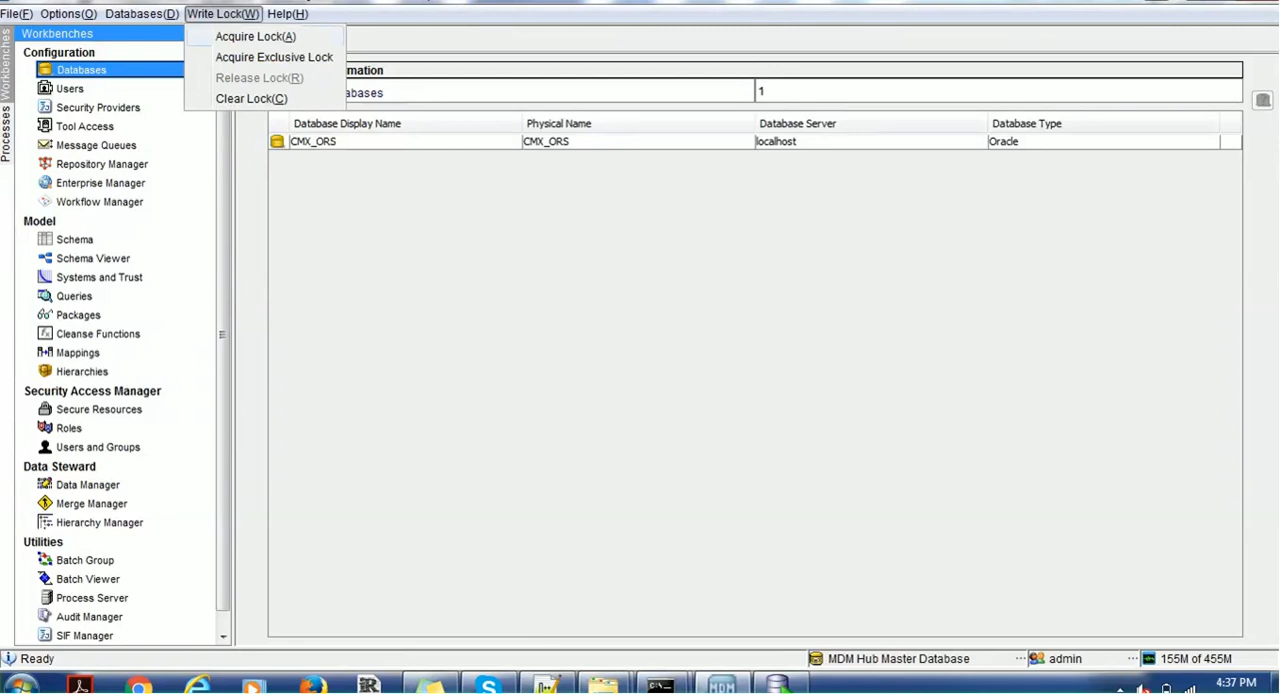 File(F) Options(O) Databases(D) Write Lock(W) Help(H)
Workbenches
Processes
Workbenches
Acquire Lock(A)
Acquire Exclusive Lock
Release Lock(R)
Clear Lock(C)
Configuration
Databases
Users
Security Providers
Tool Access
Message Queues
Repository Manager
Enterprise Manager
Workflow Manager
Model
Schema
Schema Viewer
Systems and Trust
Queries
Packages
Cleanse Functions
Mappings
Hierarchies
Security Access Manager
Secure Resources
Roles
Users and Groups
Data Steward
Data Manager
Merge Manager
Hierarchy Manager
Utilities
Batch Group
Batch Viewer
Process Server
Audit Manager
SIF Manager
mation
abases 1
Database Display Name Physical Name Database Server Database Type
CMX_ORS CMX_ORS localhost Oracle
Ready MDM Hub Master Database admin 155M of 455M
MDM
4:37 PM